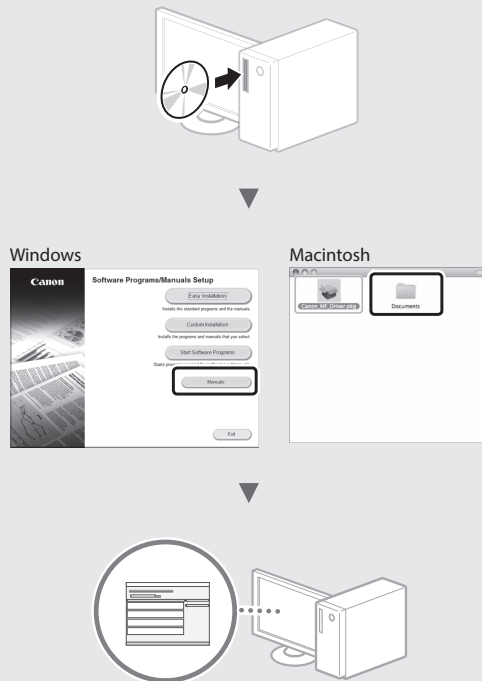 Windows
Macintosh
Canon
Software Programs/Manuals Setup
Easy Installation
Installs the standard programs and the manuals.
Custom Installation
Installs the programs and manuals that you select.
Start Software Programs
Starts
Manuals
Exit
Canon_MF_Driver.pkg
Documents